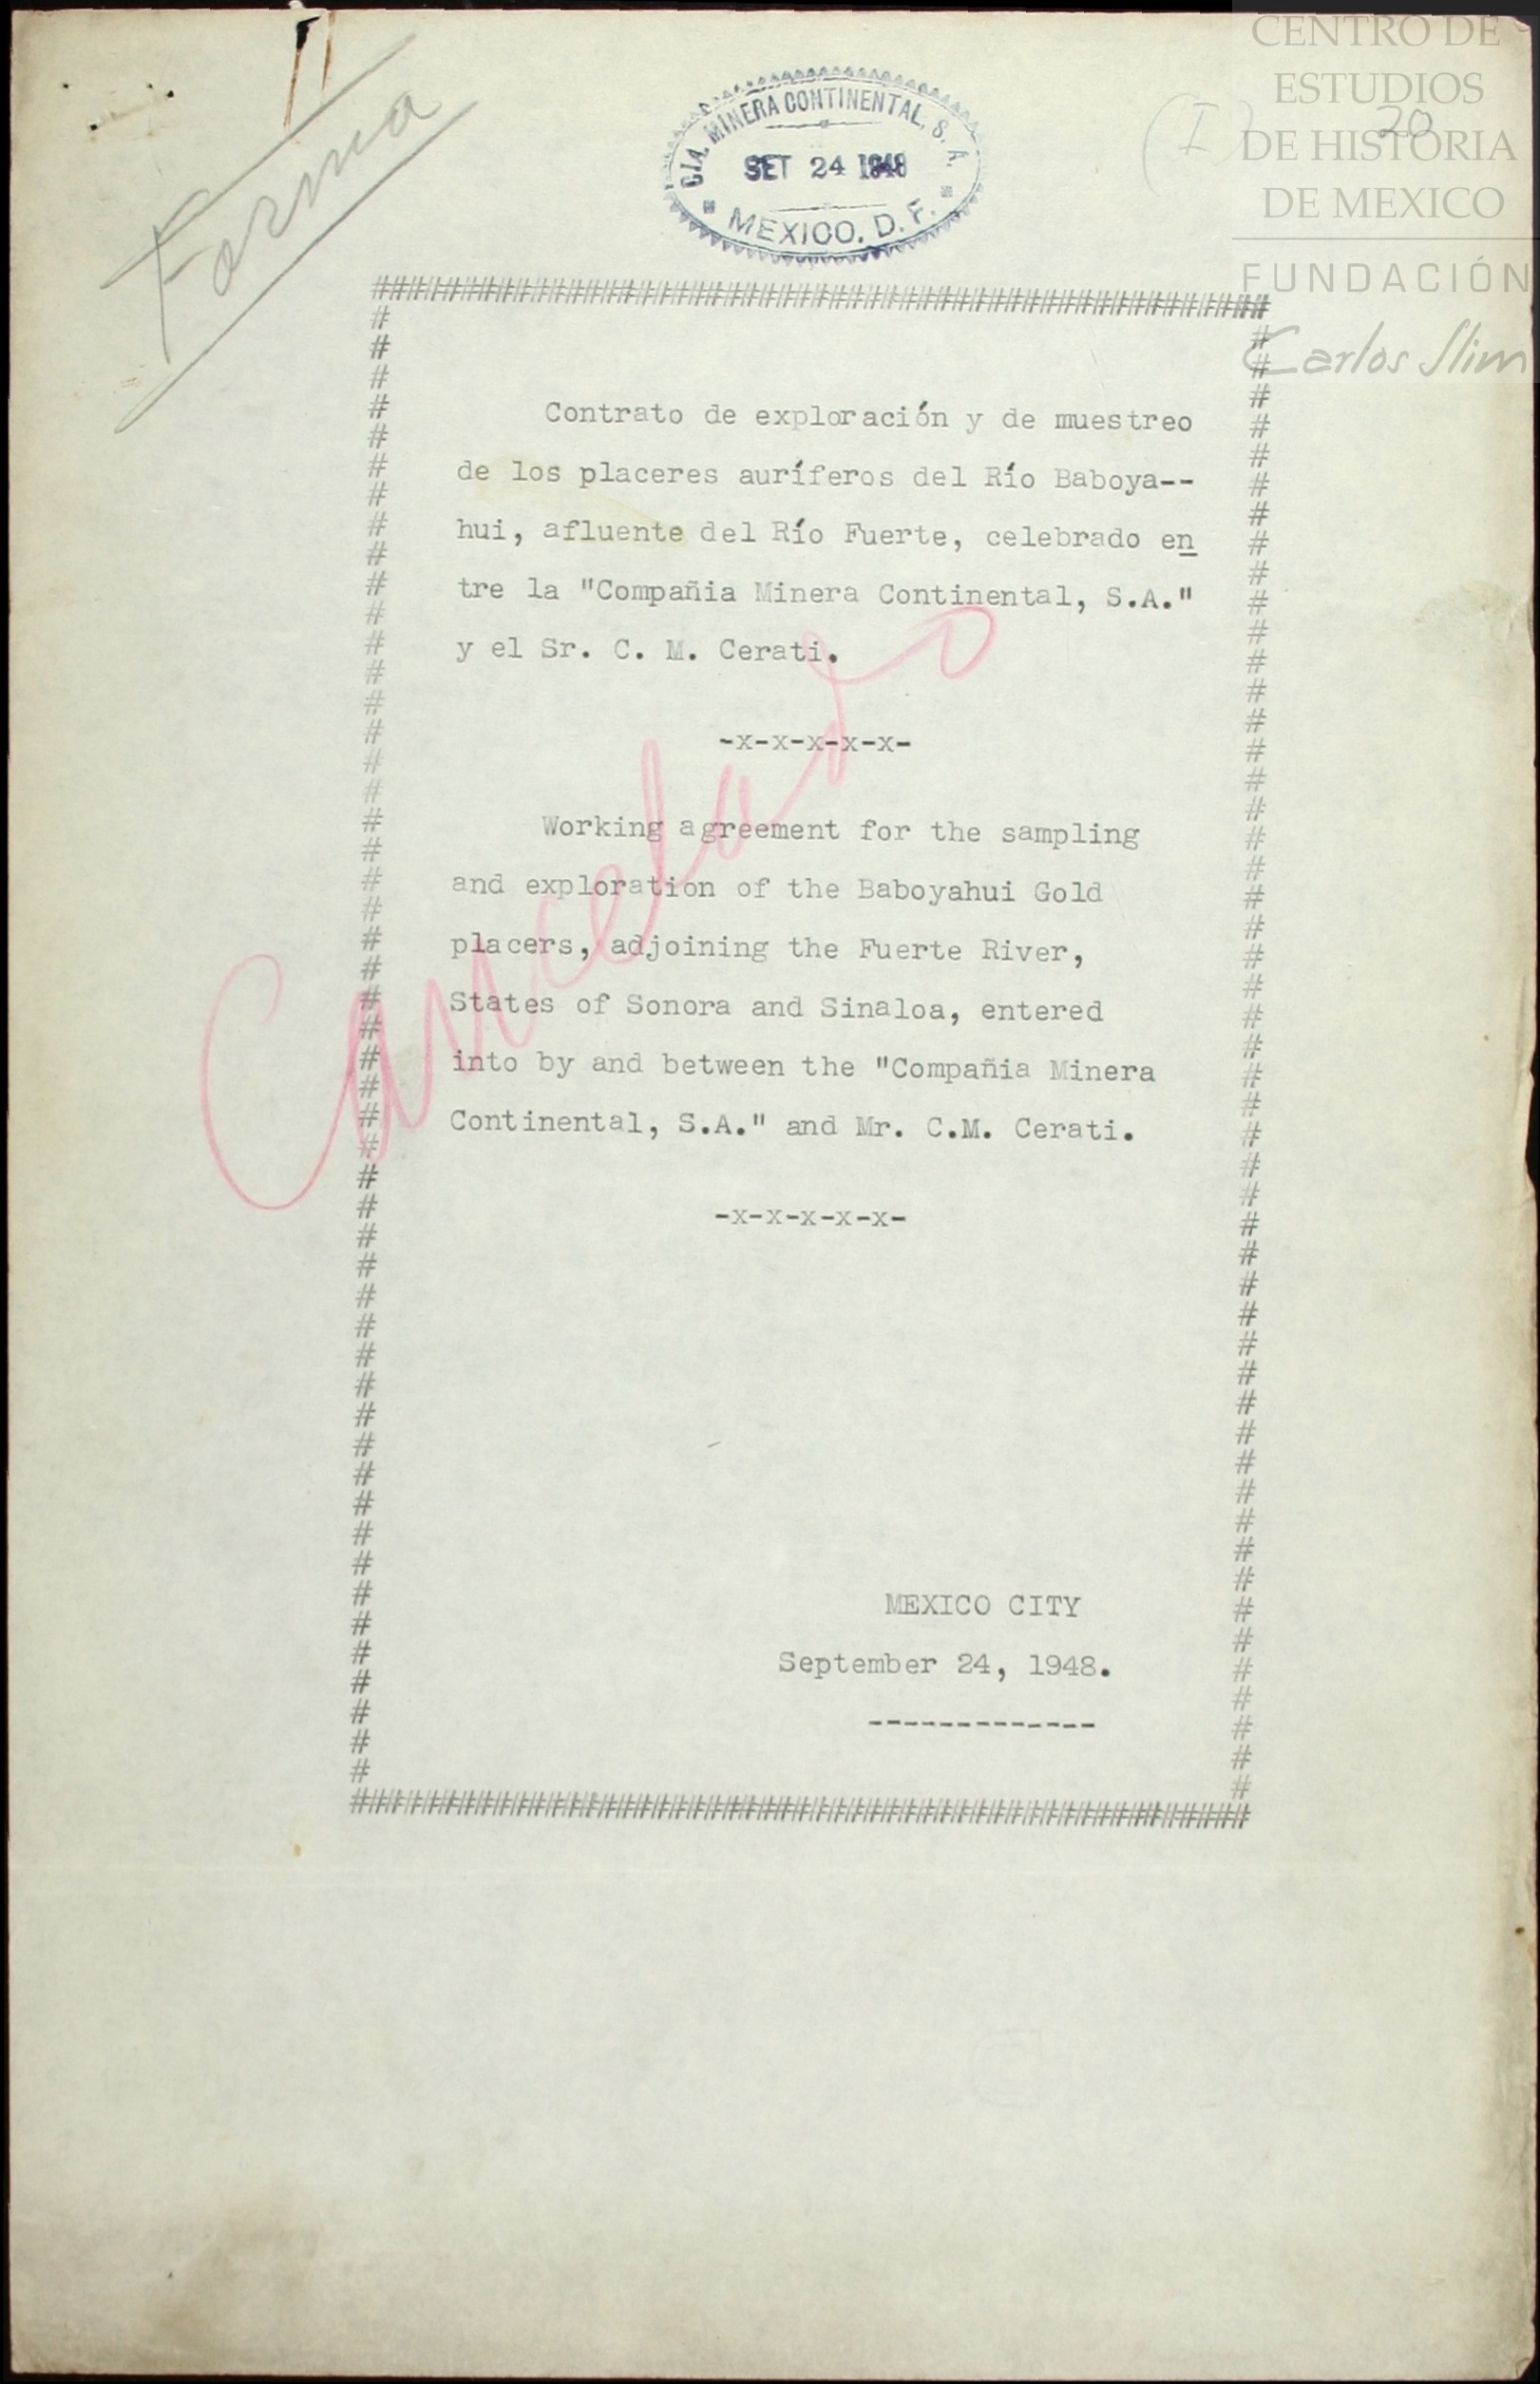 CENTRO DE
ESTUDIOS
DE HISTORIA
DE MEXICO
FUNDACIÓN
Carlos Slim
(I) 20
Forma
CIA. MINERA CONTINENTAL, S. A.
SET 24 1948
MEXICO, D. F.
##################################################
Contrato de exploración y de muestreo
de los placeres auríferos del Río Baboya--
hui, afluente del Río Fuerte, celebrado en
tre la "Compañia Minera Continental, S.A."
y el Sr. C. M. Cerati.
-x-x-x-x-x-
Cancelado
Working agreement for the sampling
and exploration of the Baboyahui Gold
placers, adjoining the Fuerte River,
States of Sonora and Sinaloa, entered
into by and between the "Compañia Minera
Continental, S.A." and Mr. C.M. Cerati.
-x-x-x-x-x-
MEXICO CITY
September 24, 1948.
-------------
##################################################